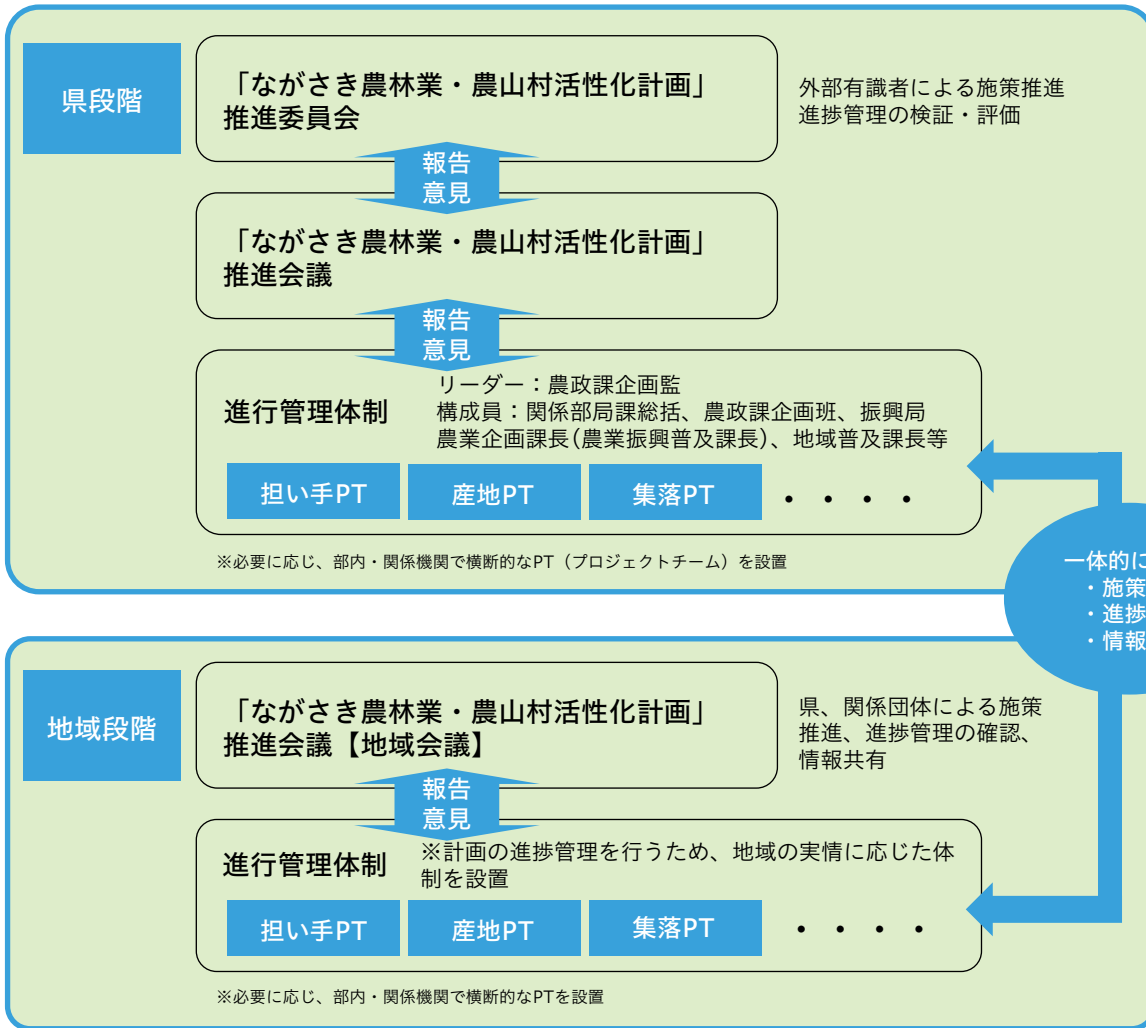 県段階
「ながさき農林業・農山村活性化計画」
推進委員会
外部有識者による施策推進
進捗管理の検証・評価
報告
意見
「ながさき農林業・農山村活性化計画」
推進会議
報告
意見
進行管理体制
リーダー：農政課企画監
構成員：関係部局課総括、農政課企画班、振興局
農業企画課長(農業振興普及課長)、地域普及課長等
担い手PT
産地PT
集落PT
・・・・
※必要に応じ、部内・関係機関で横断的なPT（プロジェクトチーム）を設置
一体的に
・施策
・進捗
・情報
地域段階
「ながさき農林業・農山村活性化計画」
推進会議【地域会議】
県、関係団体による施策
推進、進捗管理の確認、
情報共有
報告
意見
進行管理体制
※計画の進捗管理を行うため、地域の実情に応じた体
制を設置
担い手PT
産地PT
集落PT
・・・・
※必要に応じ、部内・関係機関で横断的なPTを設置